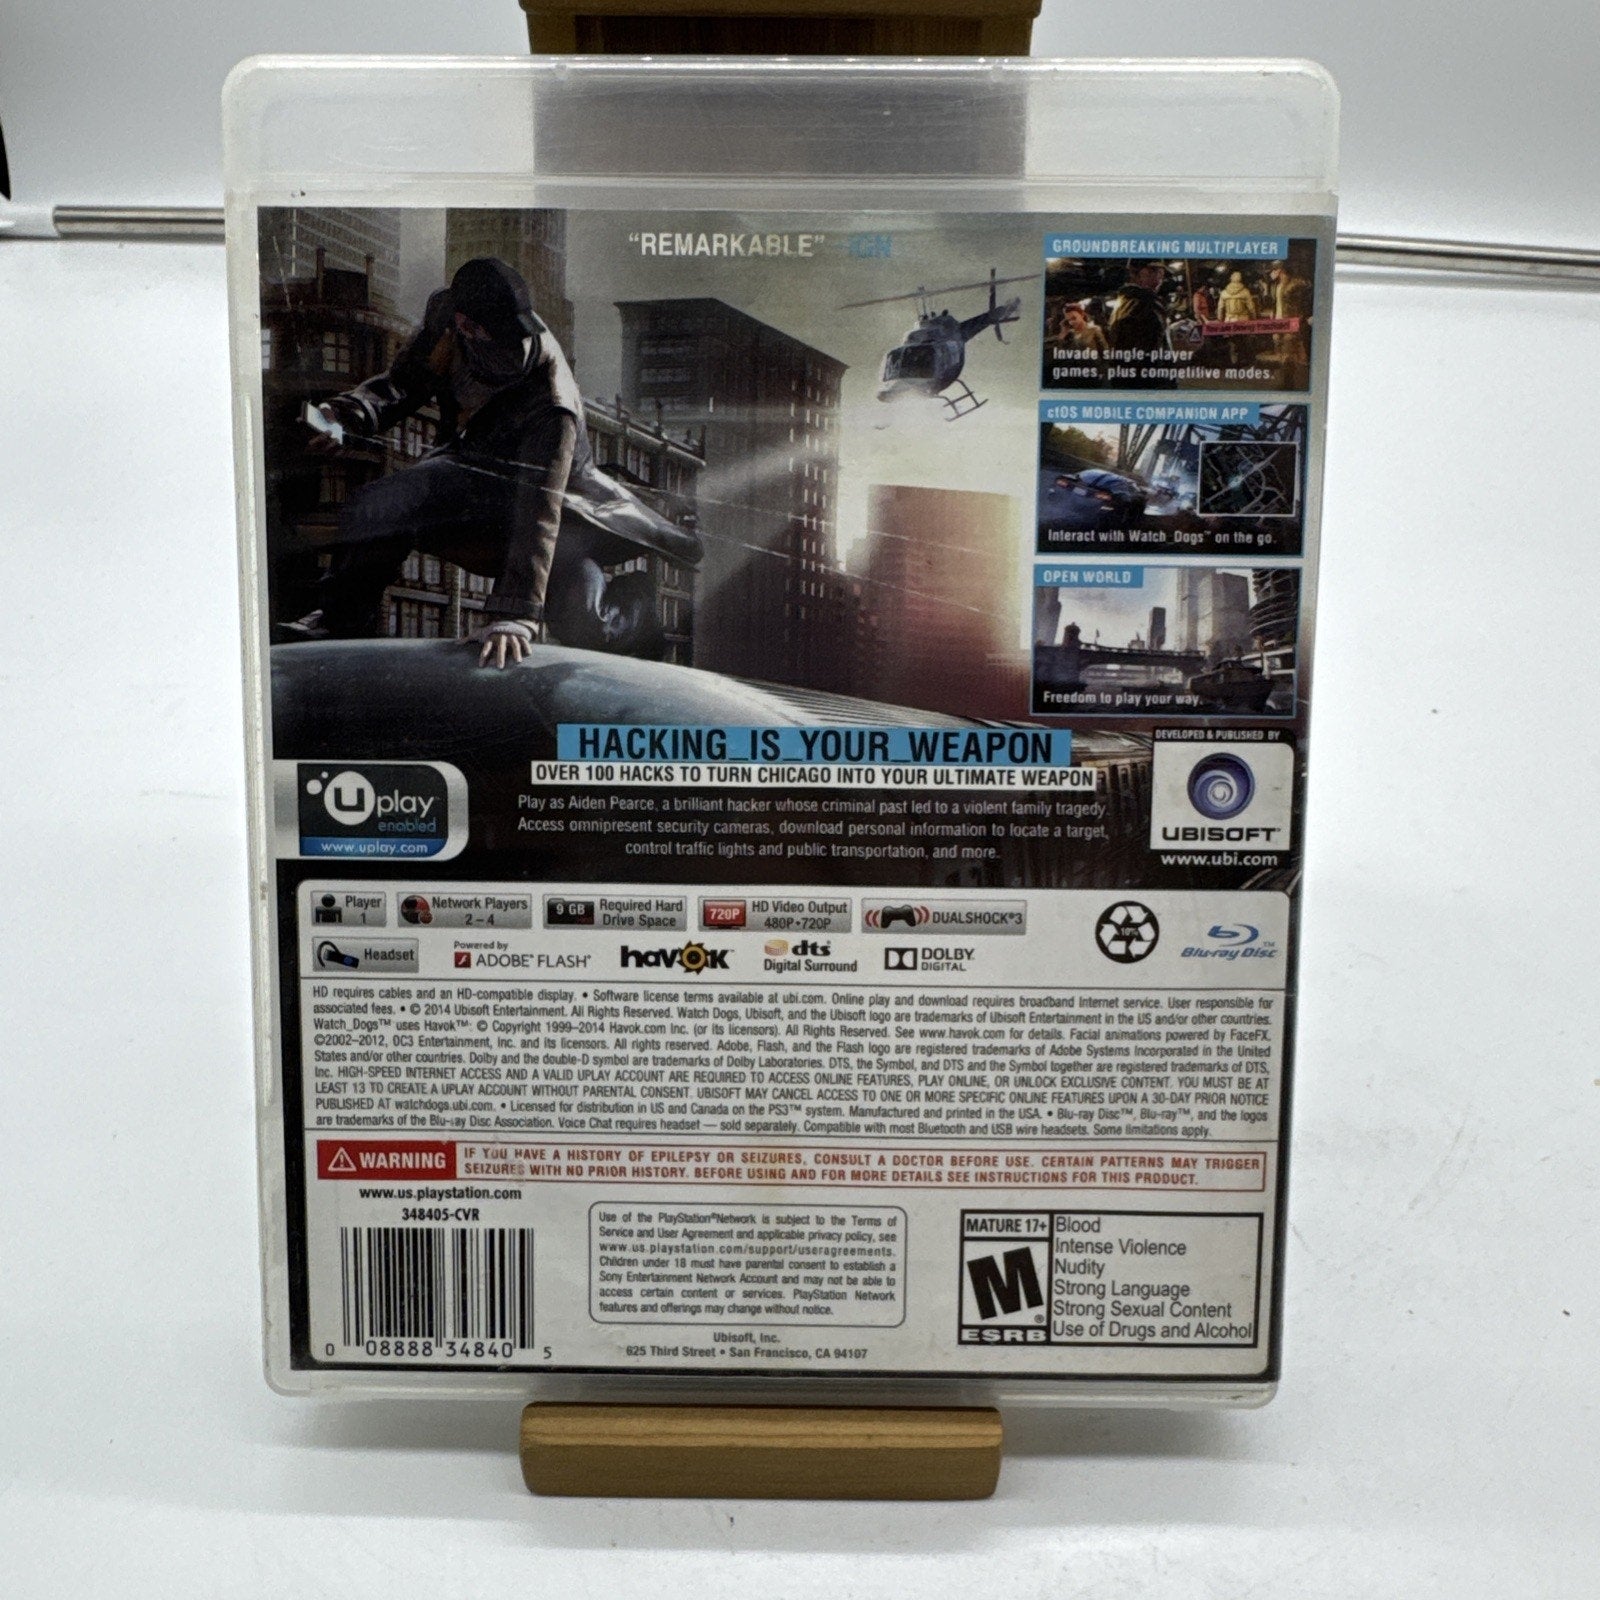 "REMARKABLE" IGN
GROUNDBREAKING MULTIPLAYER
Invade single-player
games, plus competitive modes.
ctOS MOBILE COMPANION APP
Interact with Watch_Dogs™ on the go.
OPEN WORLD
Freedom to play your way.
HACKING_IS_YOUR_WEAPON
OVER 100 HACKS TO TURN CHICAGO INTO YOUR ULTIMATE WEAPON
Play as Aiden Pearce, a brilliant hacker whose criminal past led to a violent family tragedy.
Access omnipresent security cameras, download personal information to locate a target,
control traffic lights and public transportation, and more.
uplay
enabled
www.uplay.com
DEVELOPED & PUBLISHED BY
UBISOFT
www.ubi.com
Player
1
Network Players
2–4
9 GB
Required Hard
Drive Space
720P
HD Video Output
480P•720P
DUALSHOCK®3
10%
Blu-ray Disc™
Headset
Powered by
ADOBE® FLASH®
havOK™
dts
Digital Surround
DOLBY
DIGITAL
HD requires cables and an HD-compatible display. • Software license terms available at ubi.com. Online play and download requires broadband Internet service. User responsible for
associated fees. • © 2014 Ubisoft Entertainment. All Rights Reserved. Watch Dogs, Ubisoft, and the Ubisoft logo are trademarks of Ubisoft Entertainment in the US and/or other countries.
Watch_Dogs™ uses Havok™: © Copyright 1999–2014 Havok.com Inc. (or its licensors). All Rights Reserved. See www.havok.com for details. Facial animations powered by FaceFX.
©2002–2012, OC3 Entertainment, Inc. and its licensors. All rights reserved. Adobe, Flash, and the Flash logo are registered trademarks of Adobe Systems Incorporated in the United
States and/or other countries. Dolby and the double-D symbol are trademarks of Dolby Laboratories. DTS, the Symbol, and DTS and the Symbol together are registered trademarks of DTS,
Inc. HIGH-SPEED INTERNET ACCESS AND A VALID UPLAY ACCOUNT ARE REQUIRED TO ACCESS ONLINE FEATURES, PLAY ONLINE, OR UNLOCK EXCLUSIVE CONTENT. YOU MUST BE AT
LEAST 13 TO CREATE A UPLAY ACCOUNT WITHOUT PARENTAL CONSENT. UBISOFT MAY CANCEL ACCESS TO ONE OR MORE SPECIFIC ONLINE FEATURES UPON A 30-DAY PRIOR NOTICE
PUBLISHED AT watchdogs.ubi.com. • Licensed for distribution in US and Canada on the PS3™ system. Manufactured and printed in the USA. • Blu-ray Disc™, Blu-ray™, and the logos
are trademarks of the Blu-ray Disc Association. Voice Chat requires headset — sold separately. Compatible with most Bluetooth and USB wire headsets. Some limitations apply.
WARNING
IF YOU HAVE A HISTORY OF EPILEPSY OR SEIZURES, CONSULT A DOCTOR BEFORE USE. CERTAIN PATTERNS MAY TRIGGER
SEIZURES WITH NO PRIOR HISTORY. BEFORE USING AND FOR MORE DETAILS SEE INSTRUCTIONS FOR THIS PRODUCT.
www.us.playstation.com
348405-CVR
0 08888 34840 5
Use of the PlayStation®Network is subject to the Terms of
Service and User Agreement and applicable privacy policy, see
www.us.playstation.com/support/useragreements.
Children under 18 must have parental consent to establish a
Sony Entertainment Network Account and may not be able to
access certain content or services. PlayStation Network
features and offerings may change without notice.
Ubisoft, Inc.
625 Third Street • San Francisco, CA 94107
MATURE 17+
M
®
ESRB
Blood
Intense Violence
Nudity
Strong Language
Strong Sexual Content
Use of Drugs and Alcohol